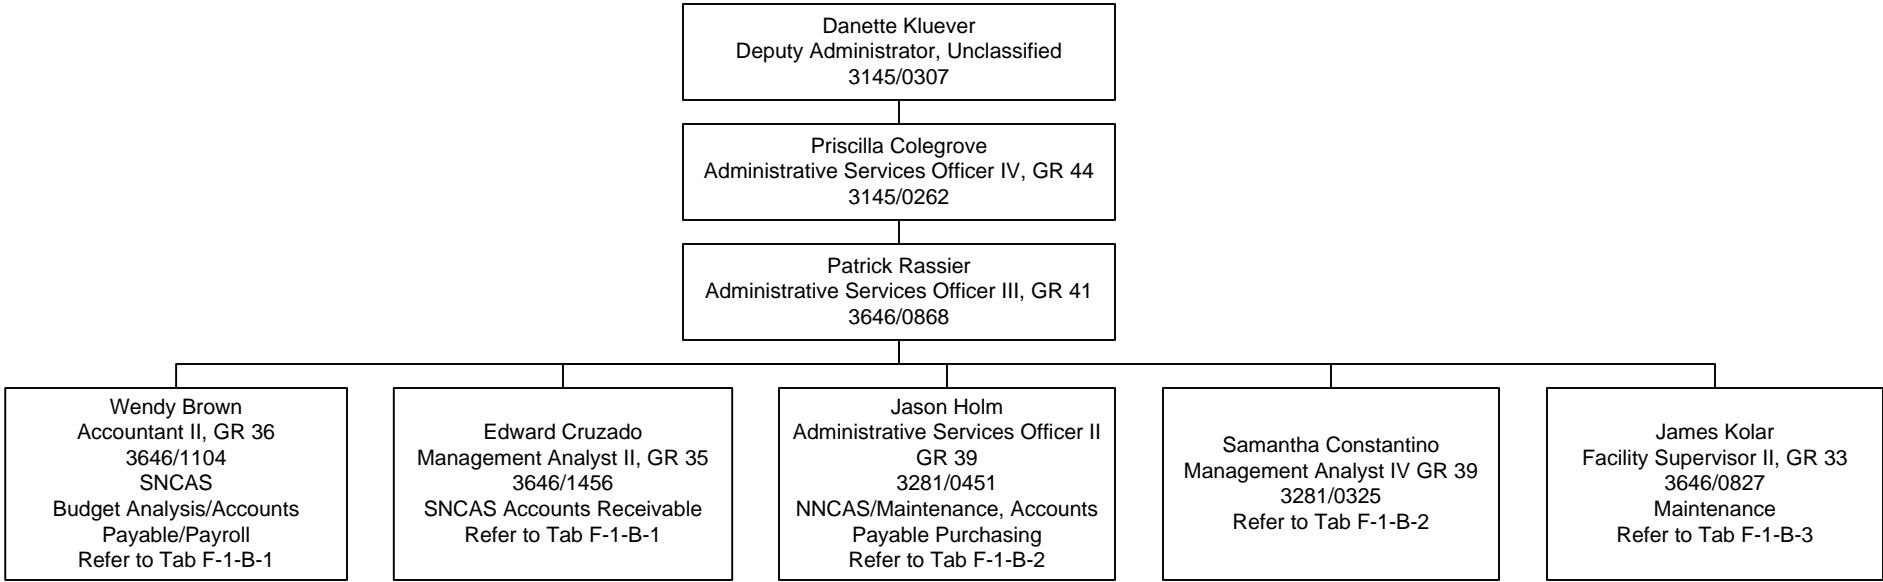 Danette Kluever
Deputy Administrator, Unclassified
3145/0307
Priscilla Colegrove
Administrative Services Officer IV, GR 44
3145/0262
Patrick Rassier
Administrative Services Officer III, GR 41
3646/0868
Wendy Brown
Accountant II, GR 36
3646/1104
SNCAS
Budget Analysis/Accounts
Payable/Payroll
Refer to Tab F-1-B-1
Edward Cruzado
Management Analyst II, GR 35
3646/1456
SNCAS Accounts Receivable
Refer to Tab F-1-B-1
Jason Holm
Administrative Services Officer II
GR 39
3281/0451
NNCAS/Maintenance, Accounts
Payable Purchasing
Refer to Tab F-1-B-2
Samantha Constantino
Management Analyst IV GR 39
3281/0325
Refer to Tab F-1-B-2
James Kolar
Facility Supervisor II, GR 33
3646/0827
Maintenance
Refer to Tab F-1-B-3